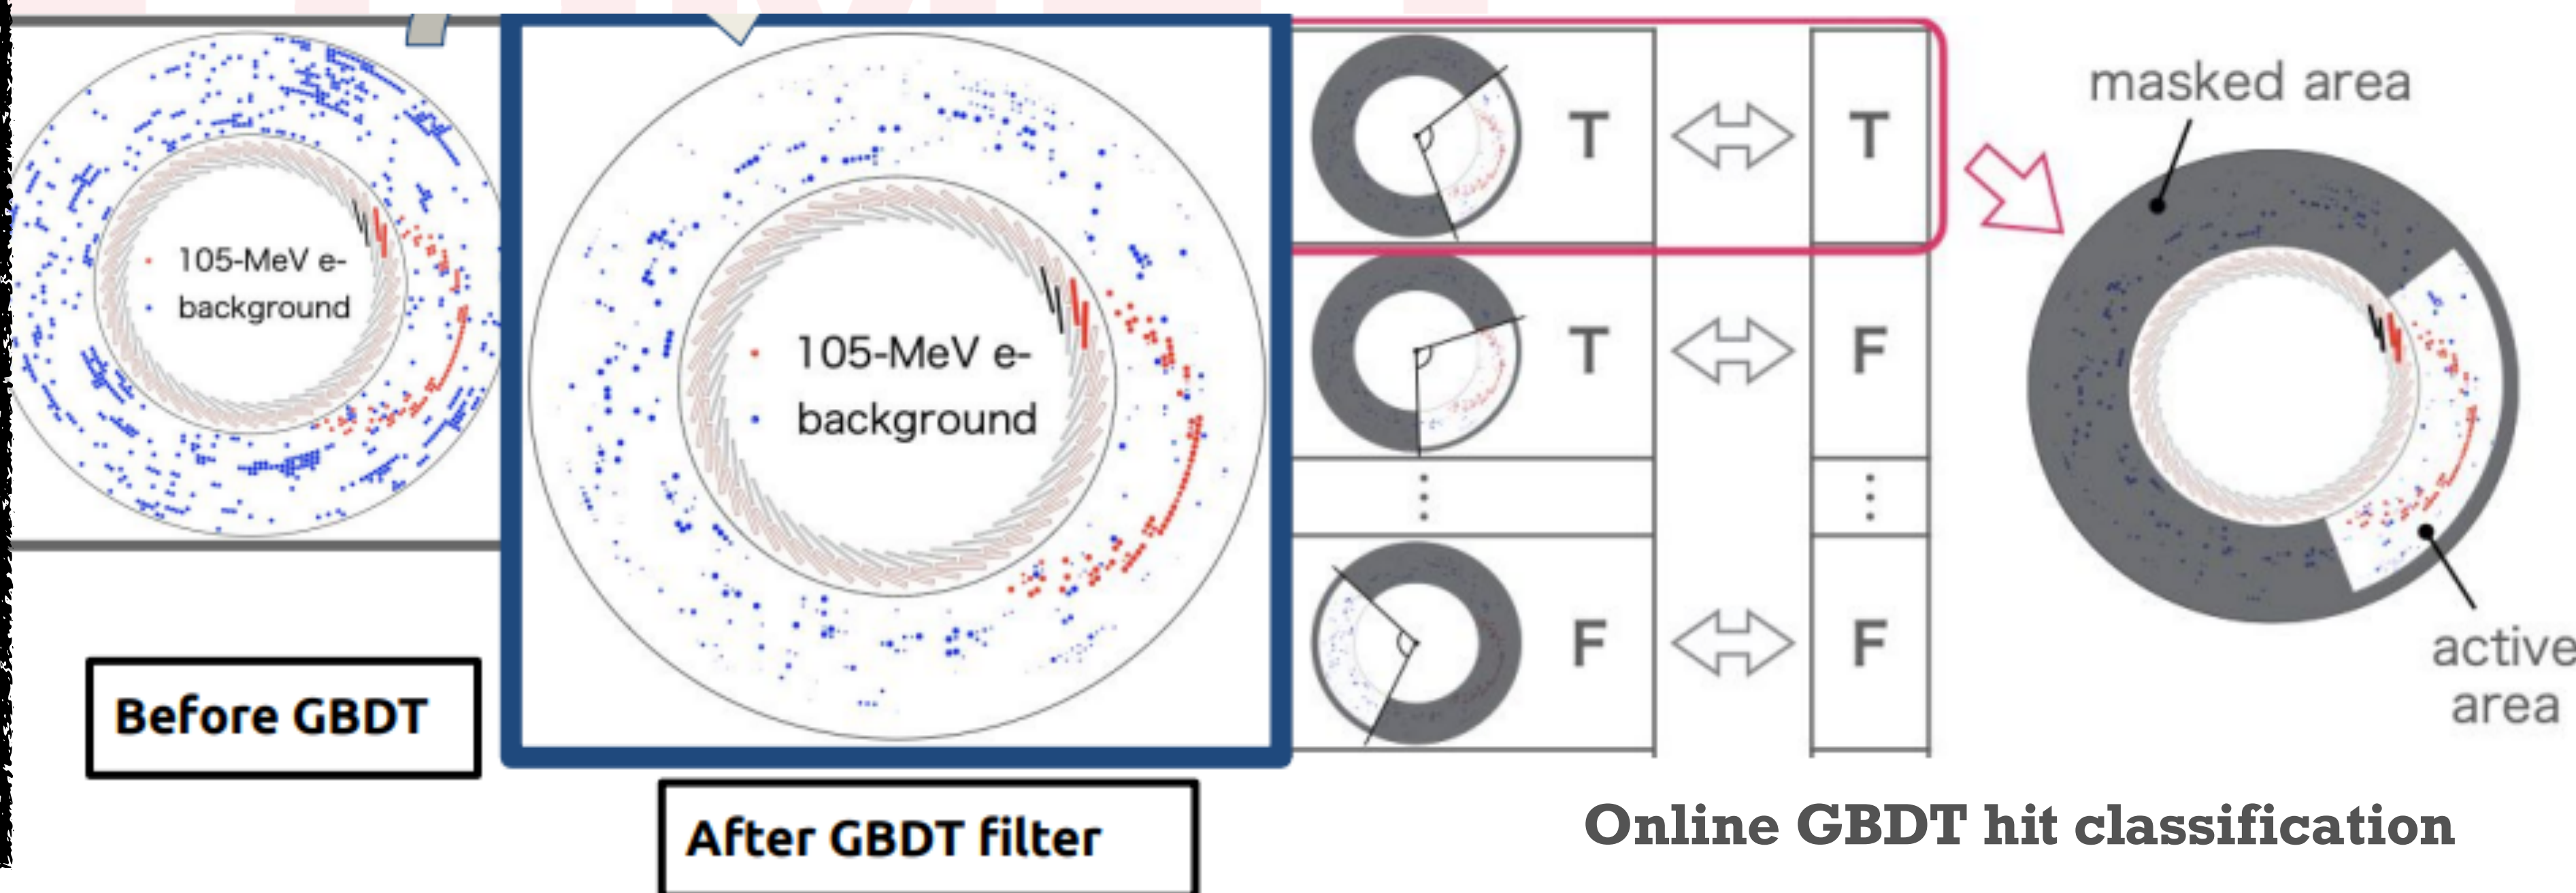 105-MeV e-
background
Before GBDT
105-MeV e-
background
After GBDT filter
T
T
T
F
F
F
masked area
active
area
Online GBDT hit classification